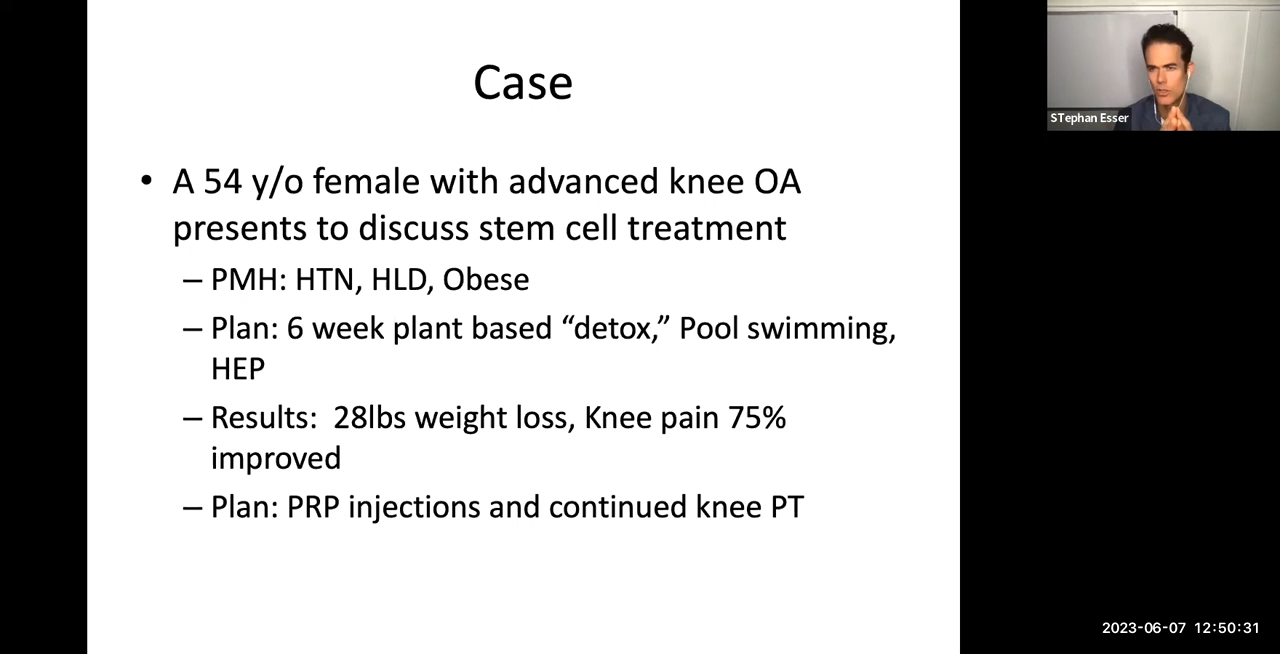 Case
• A 54 y/o female with advanced knee OA
presents to discuss stem cell treatment
– PMH: HTN, HLD, Obese
– Plan: 6 week plant based “detox,” Pool swimming,
HEP
– Results:  28lbs weight loss, Knee pain 75%
improved
– Plan: PRP injections and continued knee PT
STephan Esser
2023-06-07 12:50:31